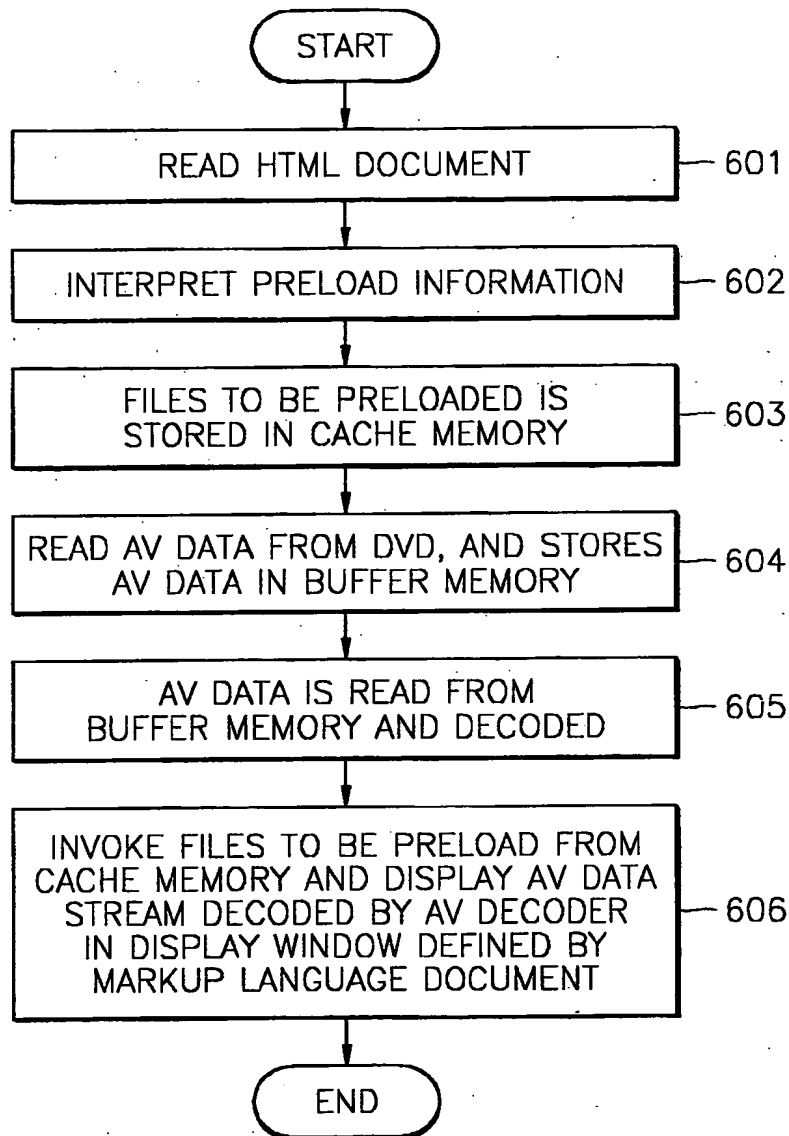 START
READ HTML DOCUMENT
601
INTERPRET PRELOAD INFORMATION
602
FILES TO BE PRELOADED IS
STORED IN CACHE MEMORY
603
READ AV DATA FROM DVD, AND STORES
AV DATA IN BUFFER MEMORY
604
AV DATA IS READ FROM
BUFFER MEMORY AND DECODED
605
INVOKE FILES TO BE PRELOAD FROM
CACHE MEMORY AND DISPLAY AV DATA
STREAM DECODED BY AV DECODER
IN DISPLAY WINDOW DEFINED BY
MARKUP LANGUAGE DOCUMENT
606
END